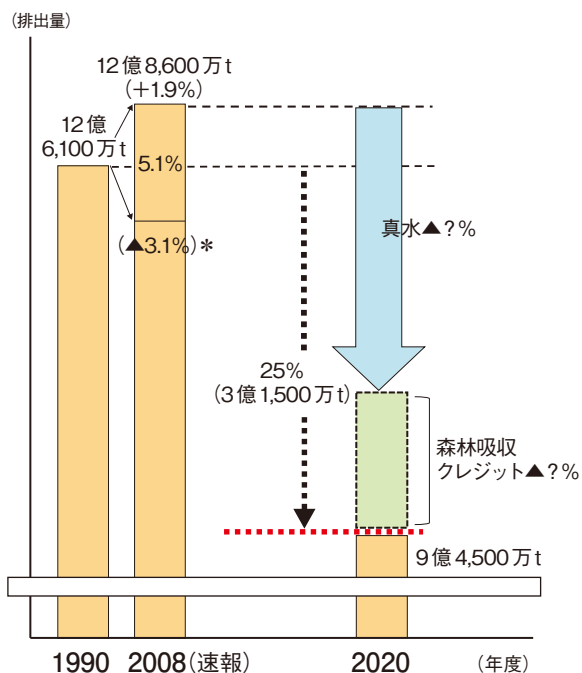 (排出量)
12億8,600万t
(+1.9%)
12億
6,100万t
5.1%
(▲3.1%)*
真水▲?%
25%
(3億1,500万t)
森林吸収
クレジット▲?%
9億4,500万t
1990 2008(速報) 2020 (年度)